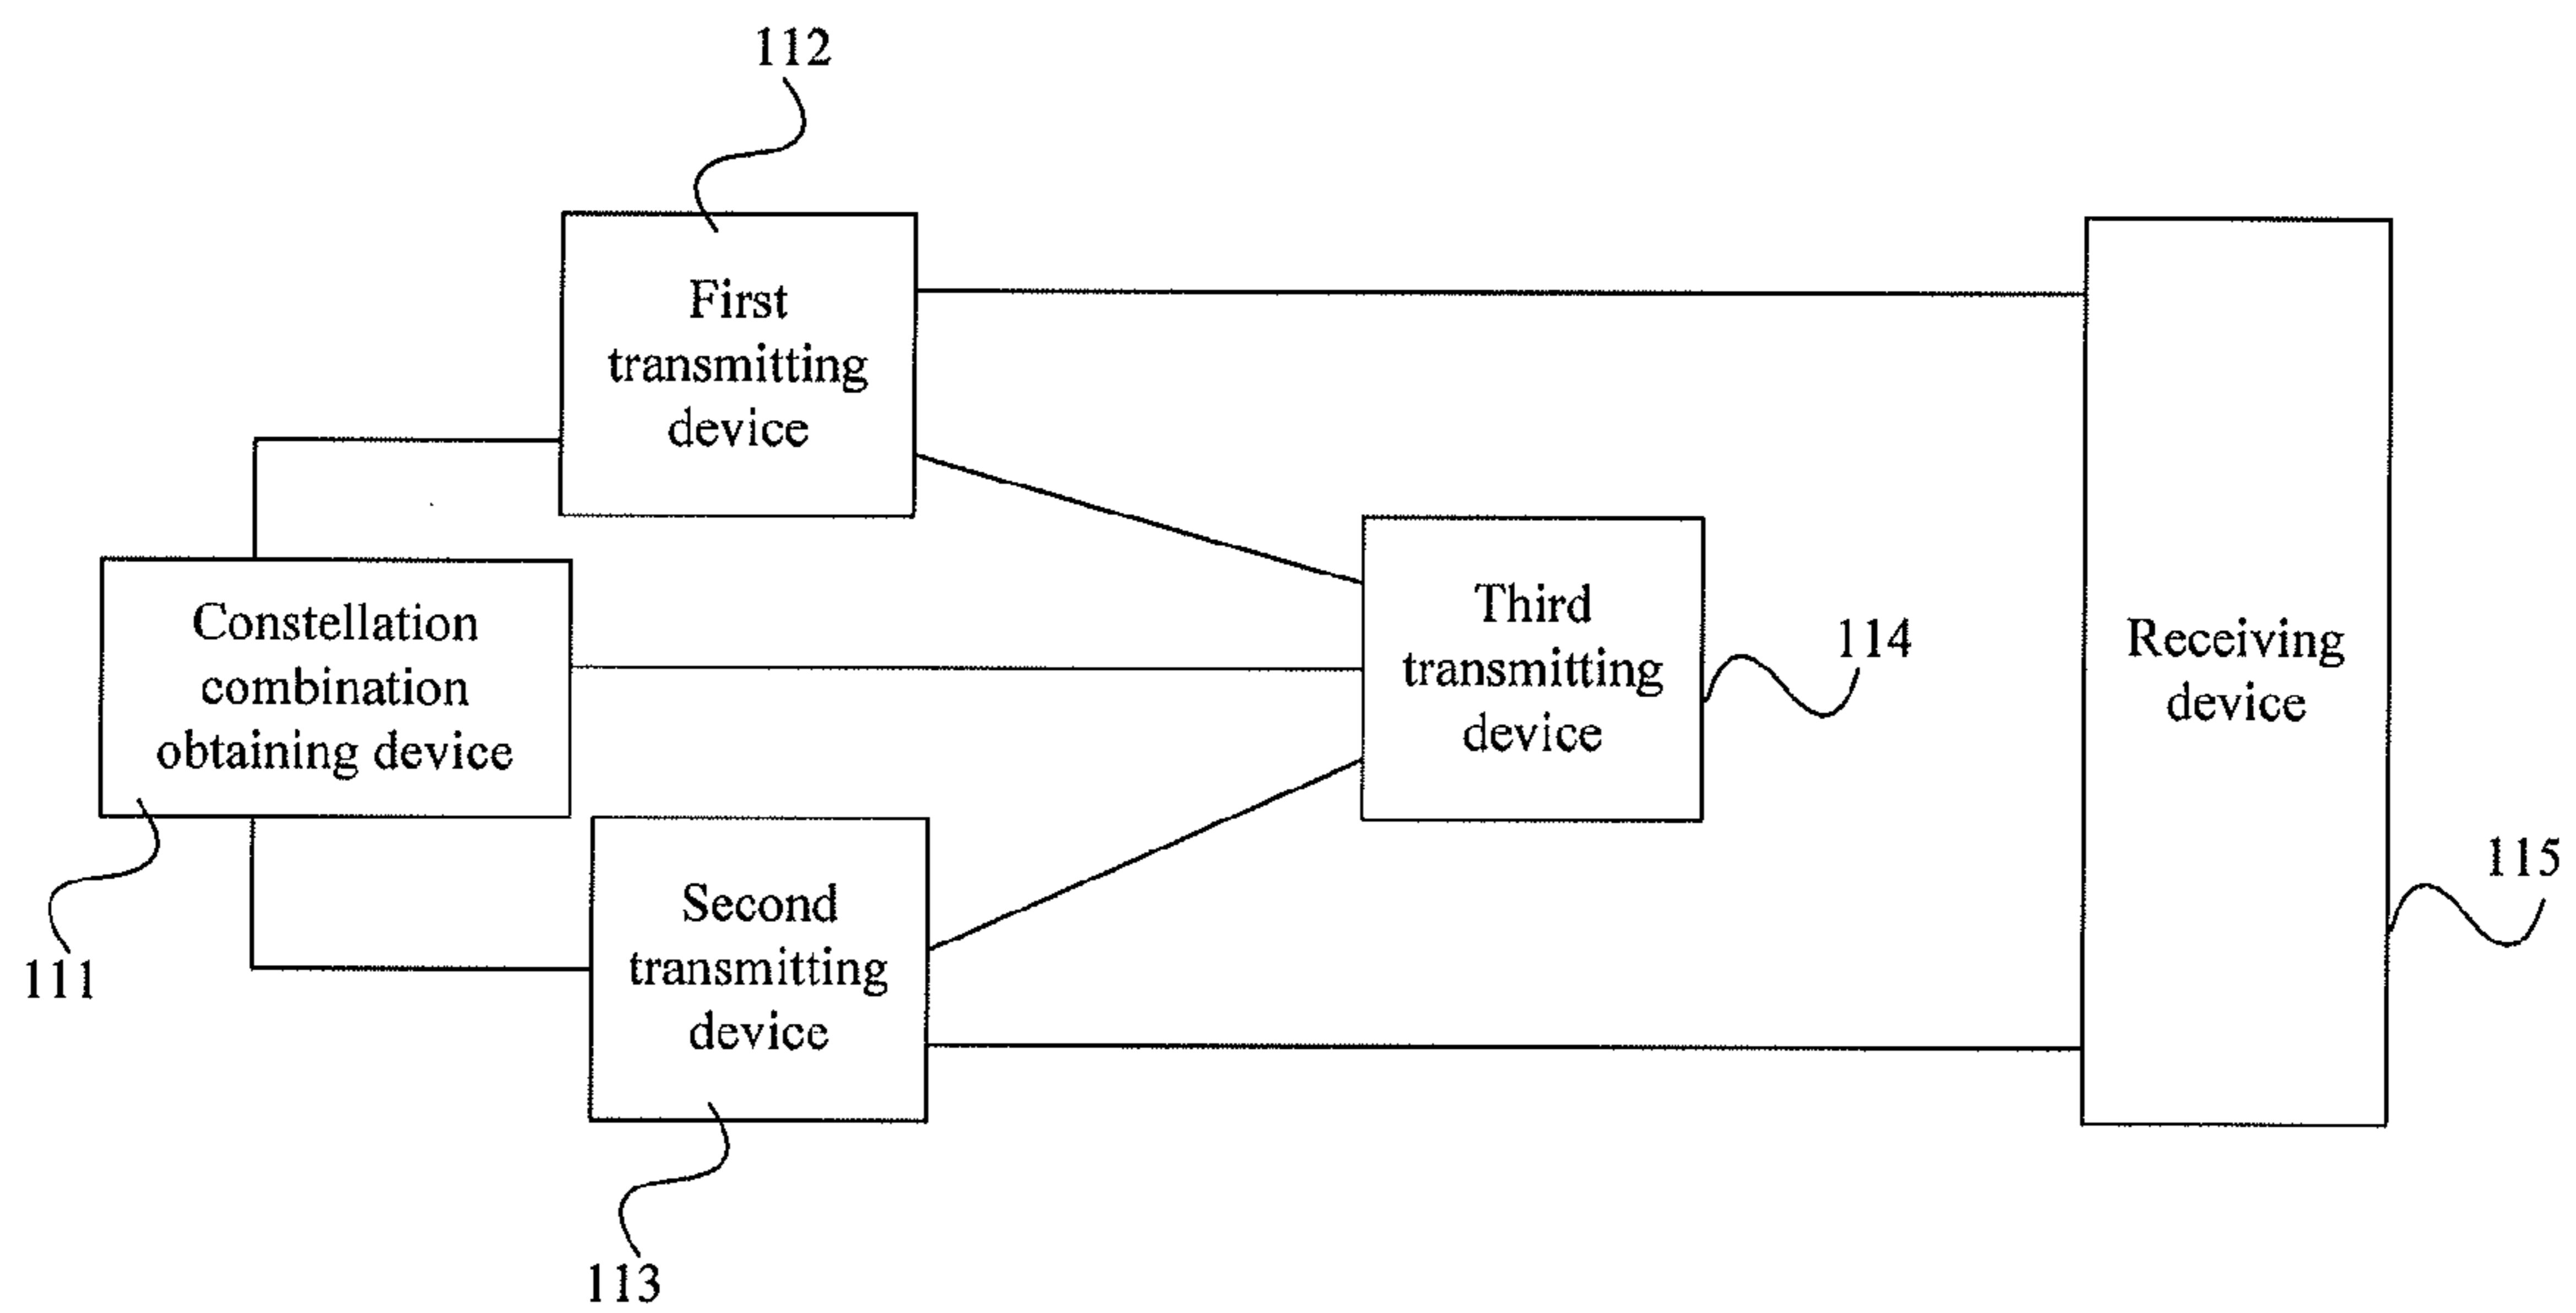 112
First
transmitting
device
Constellation
combination
obtaining device
Third
transmitting
device
114
Receiving
device
115
111
Second
transmitting
device
113